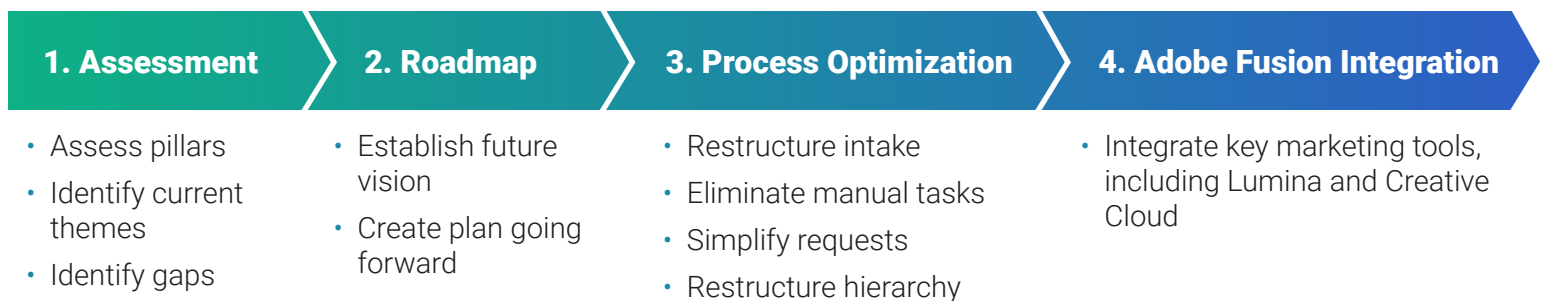 1. Assessment
• Assess pillars
• Identify current
themes
• Identify gaps
2. Roadmap
• Establish future
vision
• Create plan going
forward
3. Process Optimization
• Restructure intake
• Eliminate manual tasks
• Simplify requests
• Restructure hierarchy
4. Adobe Fusion Integration
• Integrate key marketing tools,
including Lumina and Creative
Cloud